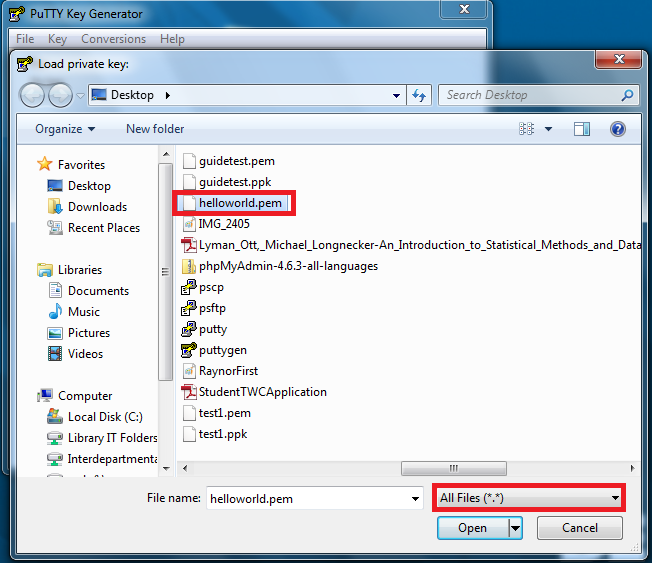 PuTTY Key Generator
File Key Conversions Help
Load private key:
Desktop
Search Desktop
Organize New folder
Favorites
Desktop
Downloads
Recent Places
Libraries
Documents
Music
Pictures
Videos
Computer
Local Disk (C:)
Library IT Folders
Interdepartmenta
guidetest.pem
guidetest.ppk
helloworld.pem
IMG_2405
Lyman_Ott,_Michael_Longnecker-An_Introduction_to_Statistical_Methods_and_Data
phpMyAdmin-4.6.3-all-languages
pscp
psftp
putty
puttygen
RaynorFirst
StudentTWCApplication
test1.pem
test1.ppk
File name: helloworld.pem All Files (*.*)
Open Cancel